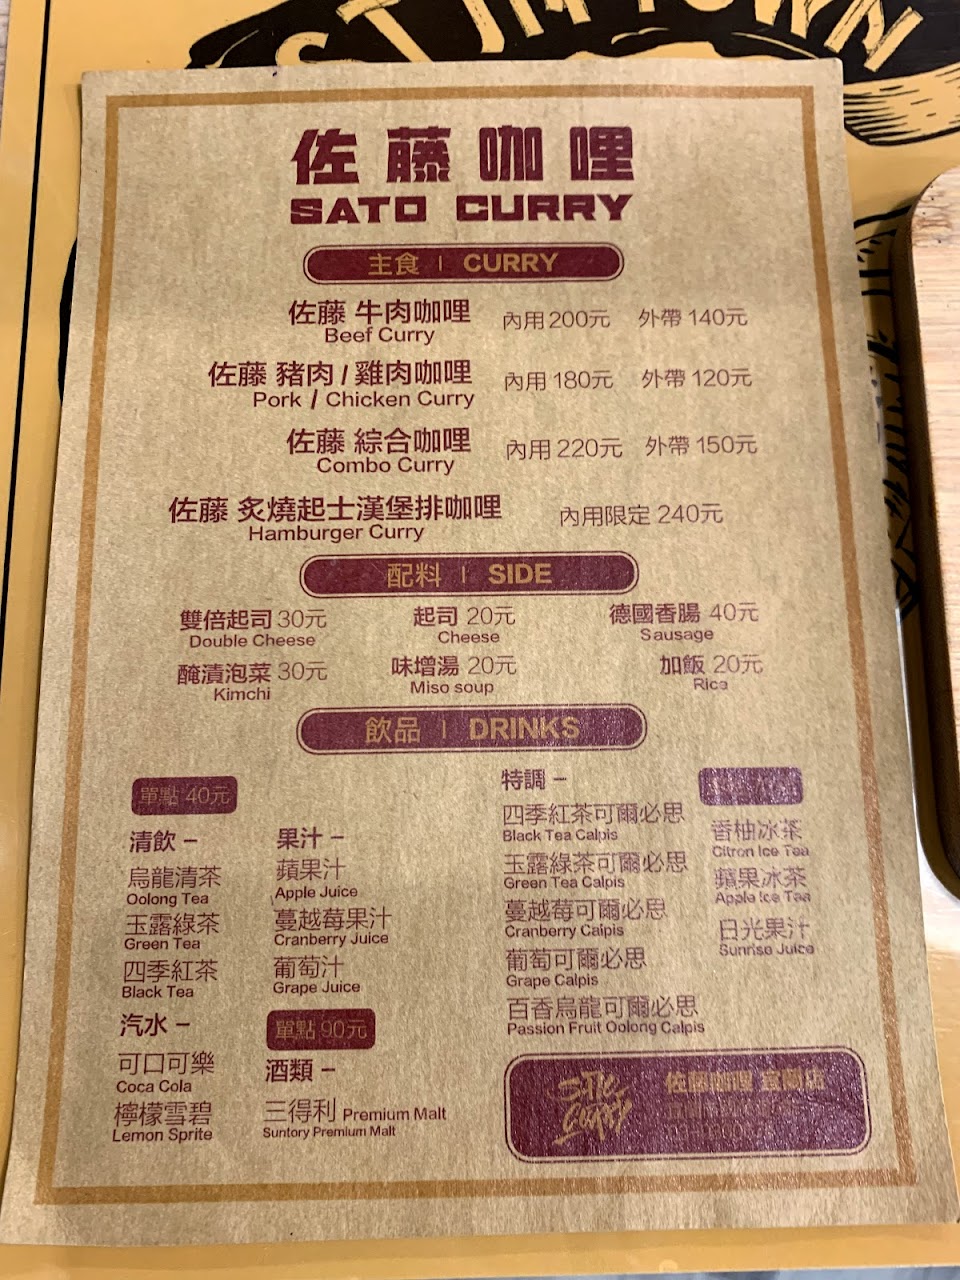 STUMPTOWN
佐藤咖哩
SATO CURRY
主食 | CURRY
佐藤 牛肉咖哩 內用200元 外帶 140元
Beef Curry
佐藤 豬肉 / 雞肉咖哩 內用 180元 外帶 120元
Pork / Chicken Curry
佐藤 綜合咖哩 內用 220元 外帶 150元
Combo Curry
佐藤 炙燒起士漢堡排咖哩 內用限定 240元
Hamburger Curry
配料 | SIDE
雙倍起司 30元 起司 20元 德國香腸 40元
Double Cheese Cheese Sausage
醃漬泡菜 30元 味增湯 20元 加飯 20元
Kimchi Miso soup Rice
飲品 | DRINKS
單點 40元
清飲 –
烏龍清茶
Oolong Tea
玉露綠茶
Green Tea
四季紅茶
Black Tea
汽水 –
可口可樂
Coca Cola
檸檬雪碧
Lemon Sprite
果汁 –
蘋果汁
Apple Juice
蔓越莓果汁
Cranberry Juice
葡萄汁
Grape Juice
單點 90元
酒類 –
三得利 Premium Malt
Suntory Premium Malt
特調 –
四季紅茶可爾必思
Black Tea Calpis
玉露綠茶可爾必思
Green Tea Calpis
蔓越莓可爾必思
Cranberry Calpis
葡萄可爾必思
Grape Calpis
百香烏龍可爾必思
Passion Fruit Oolong Calpis
香柚冰茶
Citron Ice Tea
蘋果冰茶
Apple Ice Tea
日光果汁
Sunrise Juice
佐藤咖哩